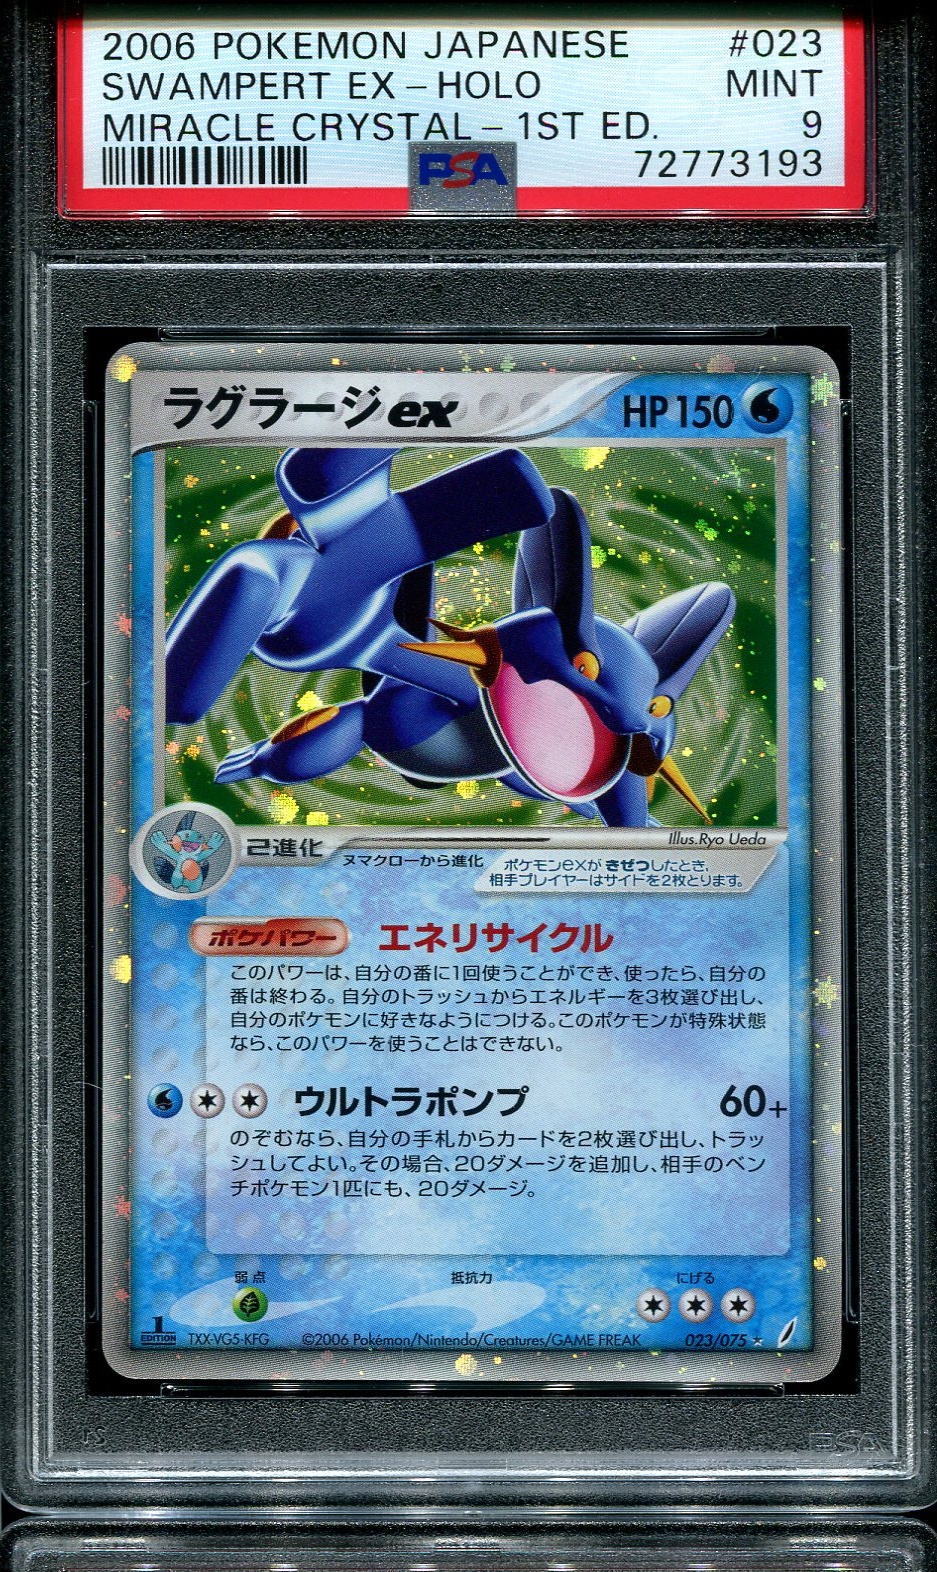 2006 POKEMON JAPANESE #023
SWAMPERT EX - HOLO MINT
MIRACLE CRYSTAL - 1ST ED. 9
PSA 72773193
ラグラージex HP150
Illus.Ryo Ueda
2進化 ヌマクローから進化
ポケモンexが きぜつしたとき、
相手プレイヤーはサイドを2枚とります。
ポケパワー エネリサイクル
このパワーは、自分の番に1回使うことができ、使ったら、自分の
番は終わる。自分のトラッシュからエネルギーを3枚選び出し、
自分のポケモンに好きなようにつける。このポケモンが特殊状態
なら、このパワーを使うことはできない。
ウルトラポンプ 60+
のぞむなら、自分の手札からカードを2枚選び出し、トラッ
シュしてよい。その場合、20ダメージを追加し、相手のベン
チポケモン1匹にも、20ダメージ。
弱点 抵抗力 にげる
1
EDITION TXX-VG5-KFG ©2006 Pokémon/Nintendo/Creatures/GAME FREAK 023/075 ★
PSA